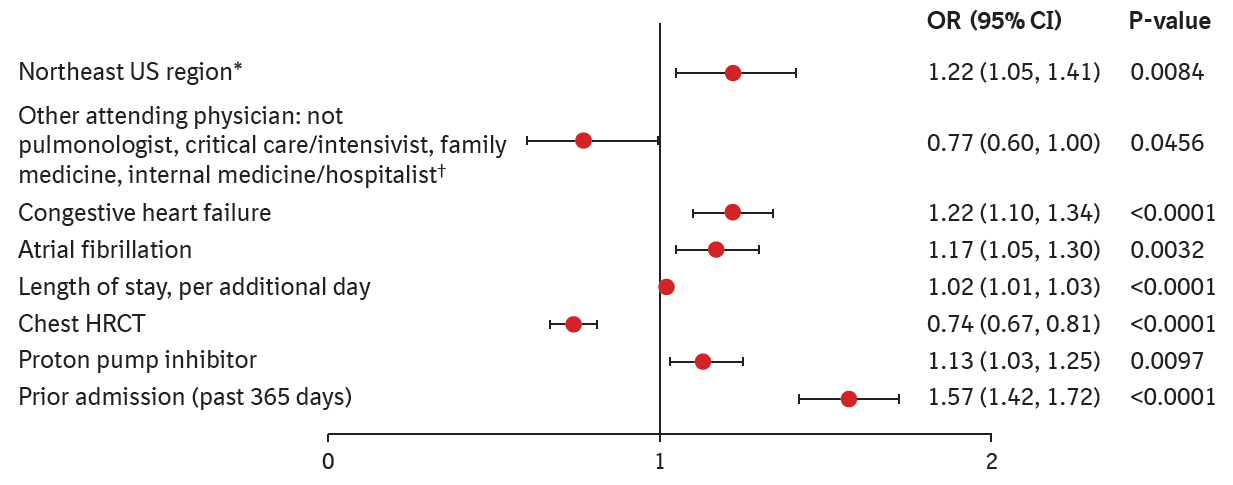 OR (95% CI) P-value
Northeast US region* 1.22 (1.05, 1.41) 0.0084
Other attending physician: not
pulmonologist, critical care/intensivist, family 0.77 (0.60, 1.00) 0.0456
medicine, internal medicine/hospitalist†
Congestive heart failure 1.22 (1.10, 1.34) <0.0001
Atrial fibrillation 1.17 (1.05, 1.30) 0.0032
Length of stay, per additional day 1.02 (1.01, 1.03) <0.0001
Chest HRCT 0.74 (0.67, 0.81) <0.0001
Proton pump inhibitor 1.13 (1.03, 1.25) 0.0097
Prior admission (past 365 days) 1.57 (1.42, 1.72) <0.0001
0 1 2